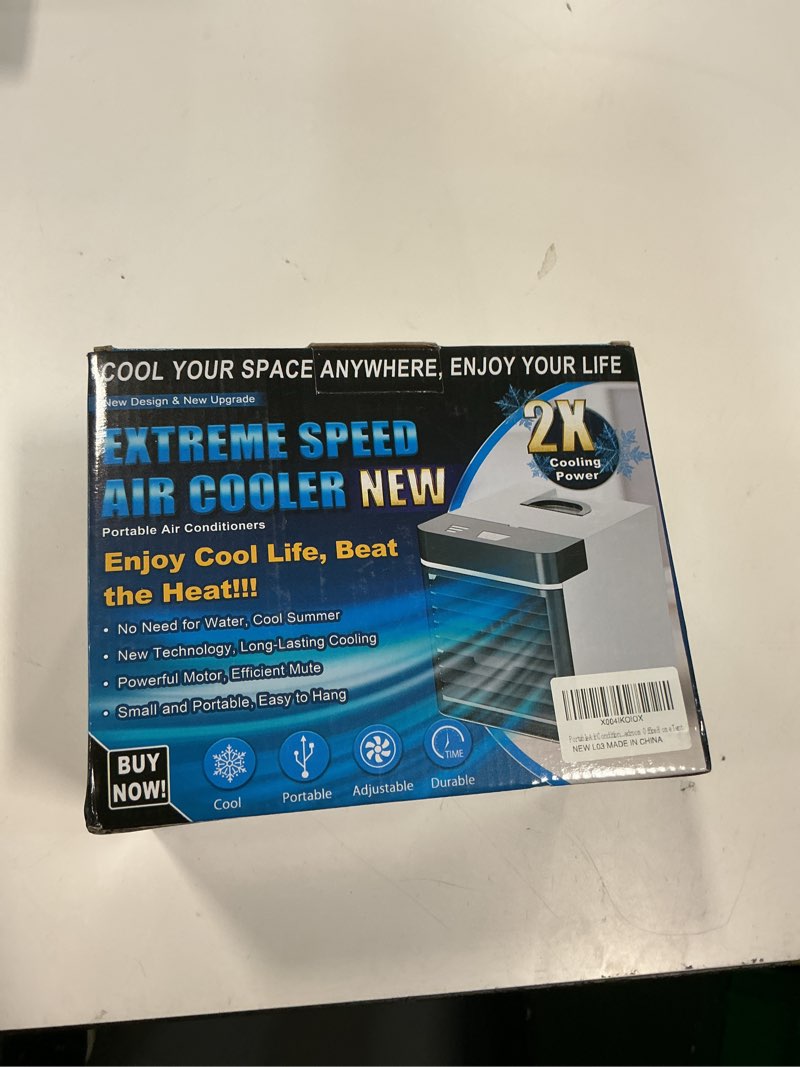 COOL YOUR SPACE ANYWHERE, ENJOY YOUR LIFE
New Design & New Upgrade
EXTREME SPEED
AIR COOLER NEW
2X
Cooling
Power
Portable Air Conditioners
Enjoy Cool Life, Beat
the Heat!!!
• No Need for Water, Cool Summer
• New Technology, Long-Lasting Cooling
• Powerful Motor, Efficient Mute
• Small and Portable, Easy to Hang
BUY
NOW!
Cool
Portable
Adjustable
TIME
Durable
X004IKOIOX
NEW L03 MADE IN CHINA